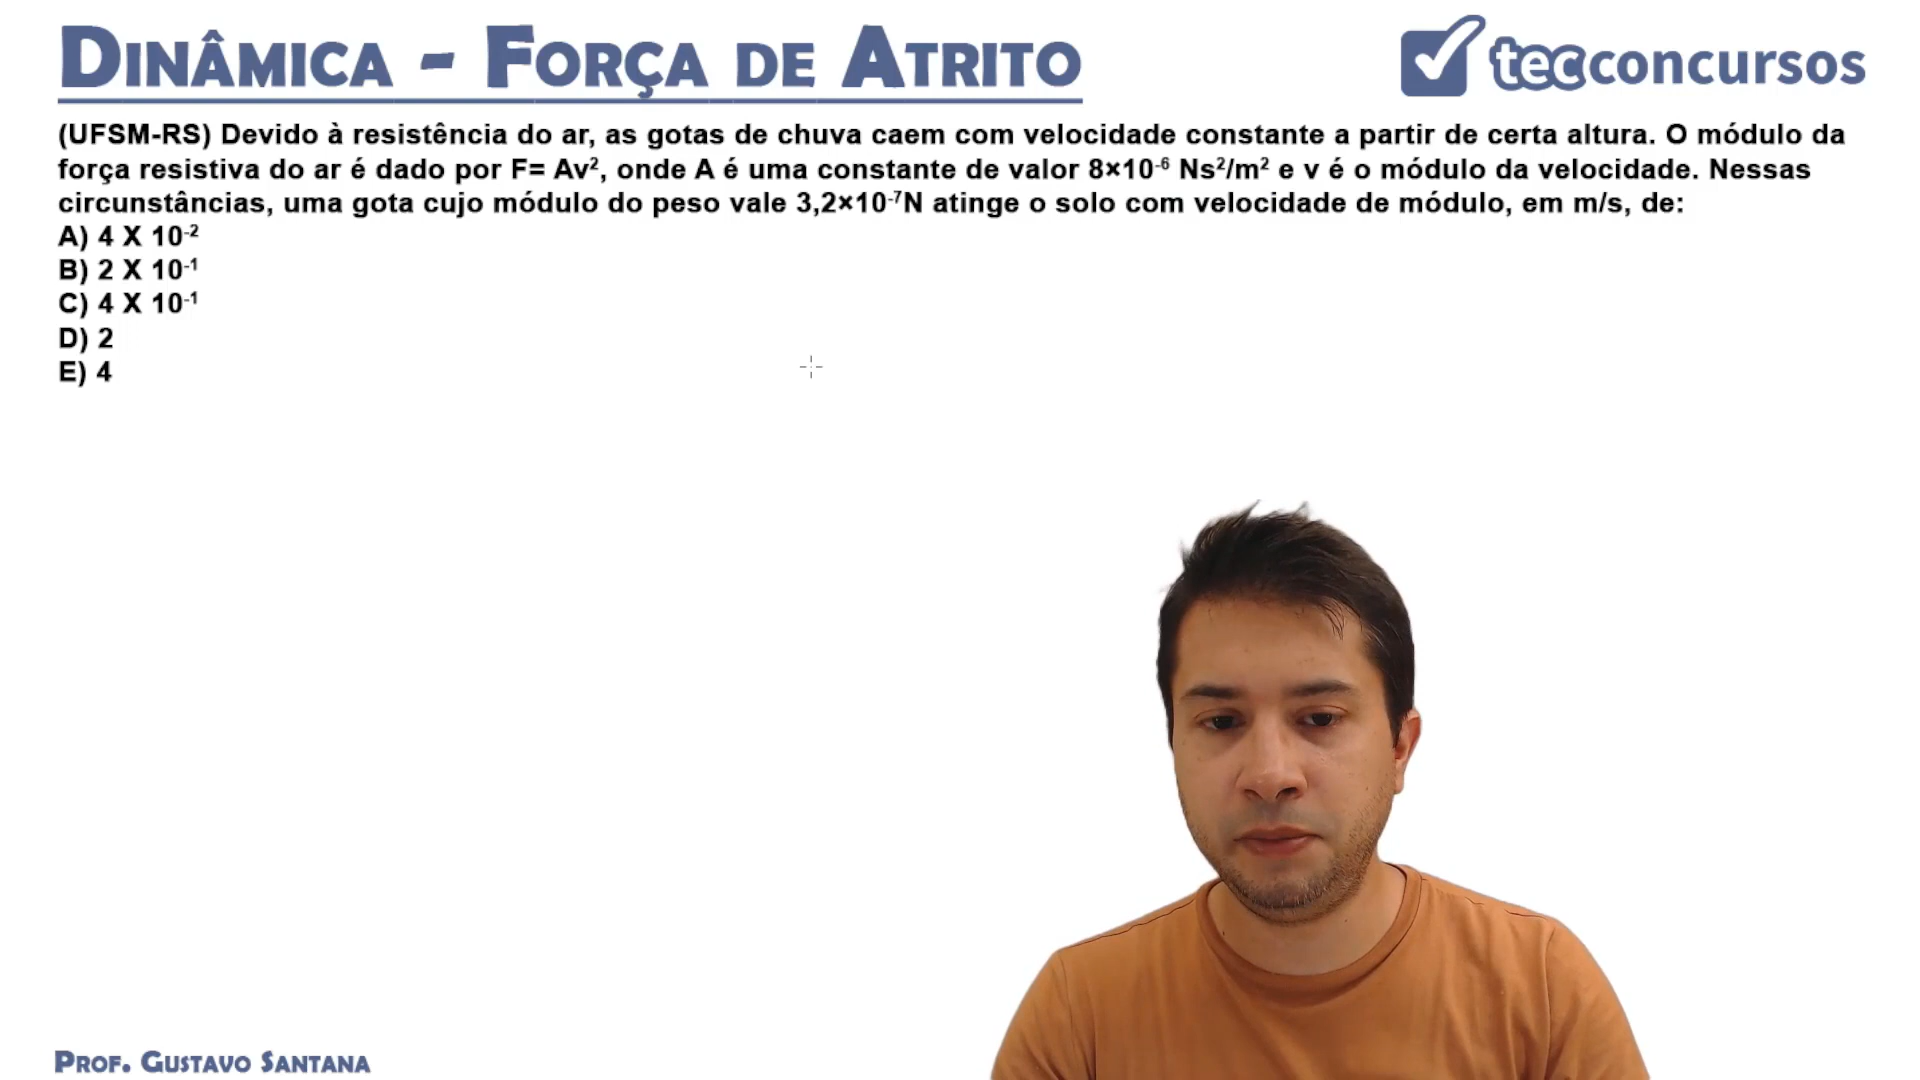 DINÂMICA - FORÇA DE ATRITO
tecconcursos
(UFSM-RS) Devido à resistência do ar, as gotas de chuva caem com velocidade constante a partir de certa altura. O módulo da
força resistiva do ar é dado por F= Av², onde A é uma constante de valor 8×10⁻⁶ Ns²/m² e v é o módulo da velocidade. Nessas
circunstâncias, uma gota cujo módulo do peso vale 3,2×10⁻⁷N atinge o solo com velocidade de módulo, em m/s, de:
A) 4 X 10⁻²
B) 2 X 10⁻¹
C) 4 X 10⁻¹
D) 2
E) 4
PROF. GUSTAVO SANTANA